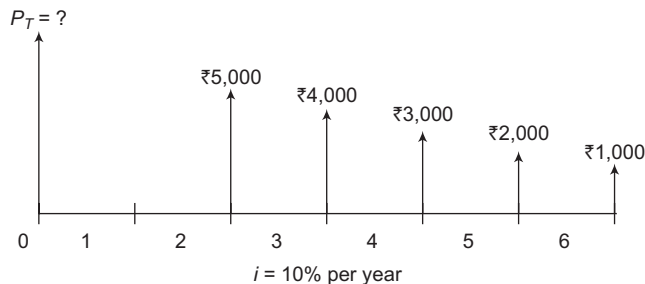 P_T = ?
₹5,000
₹4,000
₹3,000
₹2,000
₹1,000
0 1 2 3 4 5 6
i = 10% per year